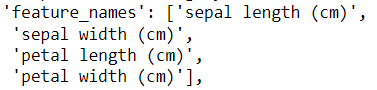 'feature_names': ['sepal length (cm)',
'sepal width (cm)',
'petal length (cm)',
'petal width (cm)'],